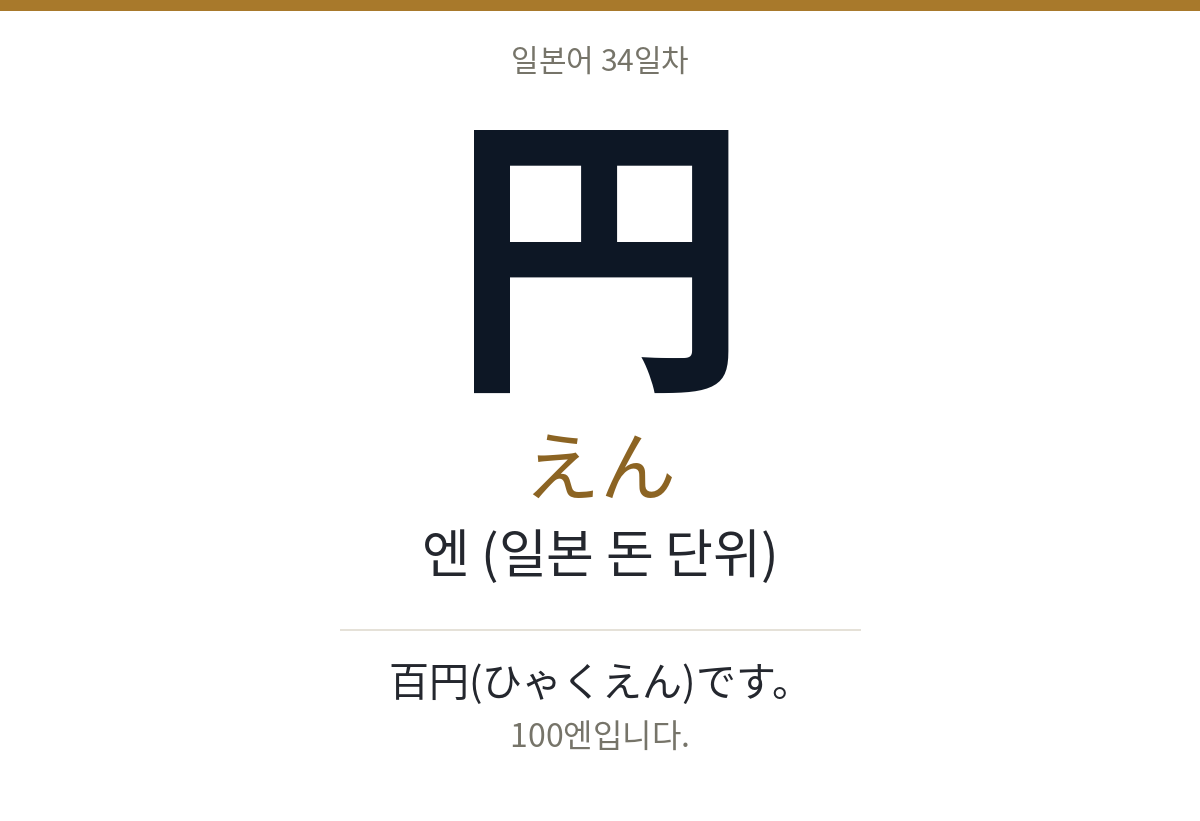 일본어 34일차
円
えん
엔 (일본 돈 단위)
百円(ひゃくえん)です。
100엔입니다.